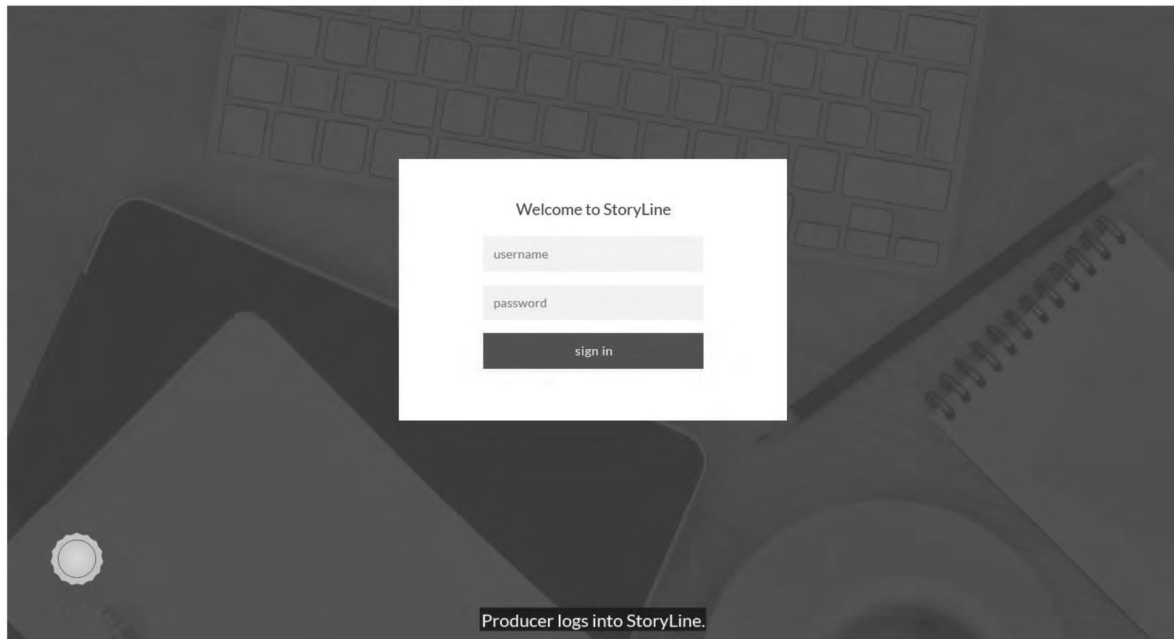 Welcome to StoryLine
username
password
sign in
Producer logs into StoryLine.